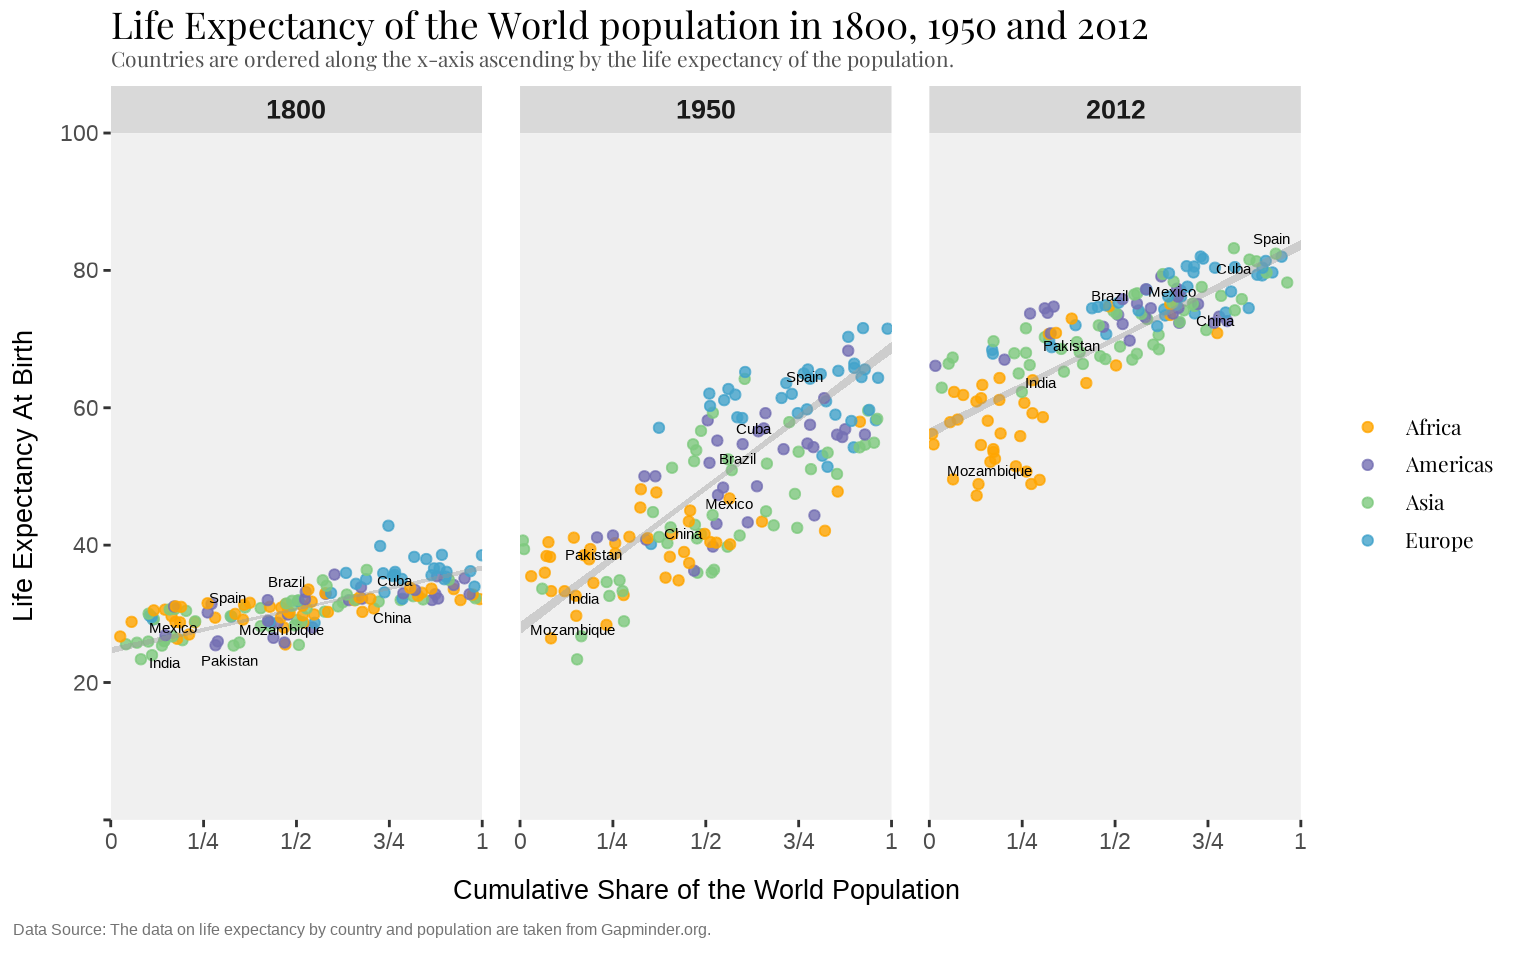 Life Expectancy of the World population in 1800, 1950 and 2012
Countries are ordered along the x-axis ascending by the life expectancy of the population.
1800
1950
2012
Life Expectancy At Birth
100
80
60
40
20
Brazil
Spain
Cuba
China
Mexico
Mozambique
India
Pakistan
Spain
Cuba
Brazil
Mexico
China
Pakistan
India
Mozambique
Spain
Cuba
Brazil
Mexico
China
Pakistan
India
Mozambique
Africa
Americas
Asia
Europe
0 1/4 1/2 3/4 1
0 1/4 1/2 3/4 1
0 1/4 1/2 3/4 1
Cumulative Share of the World Population
Data Source: The data on life expectancy by country and population are taken from Gapminder.org.